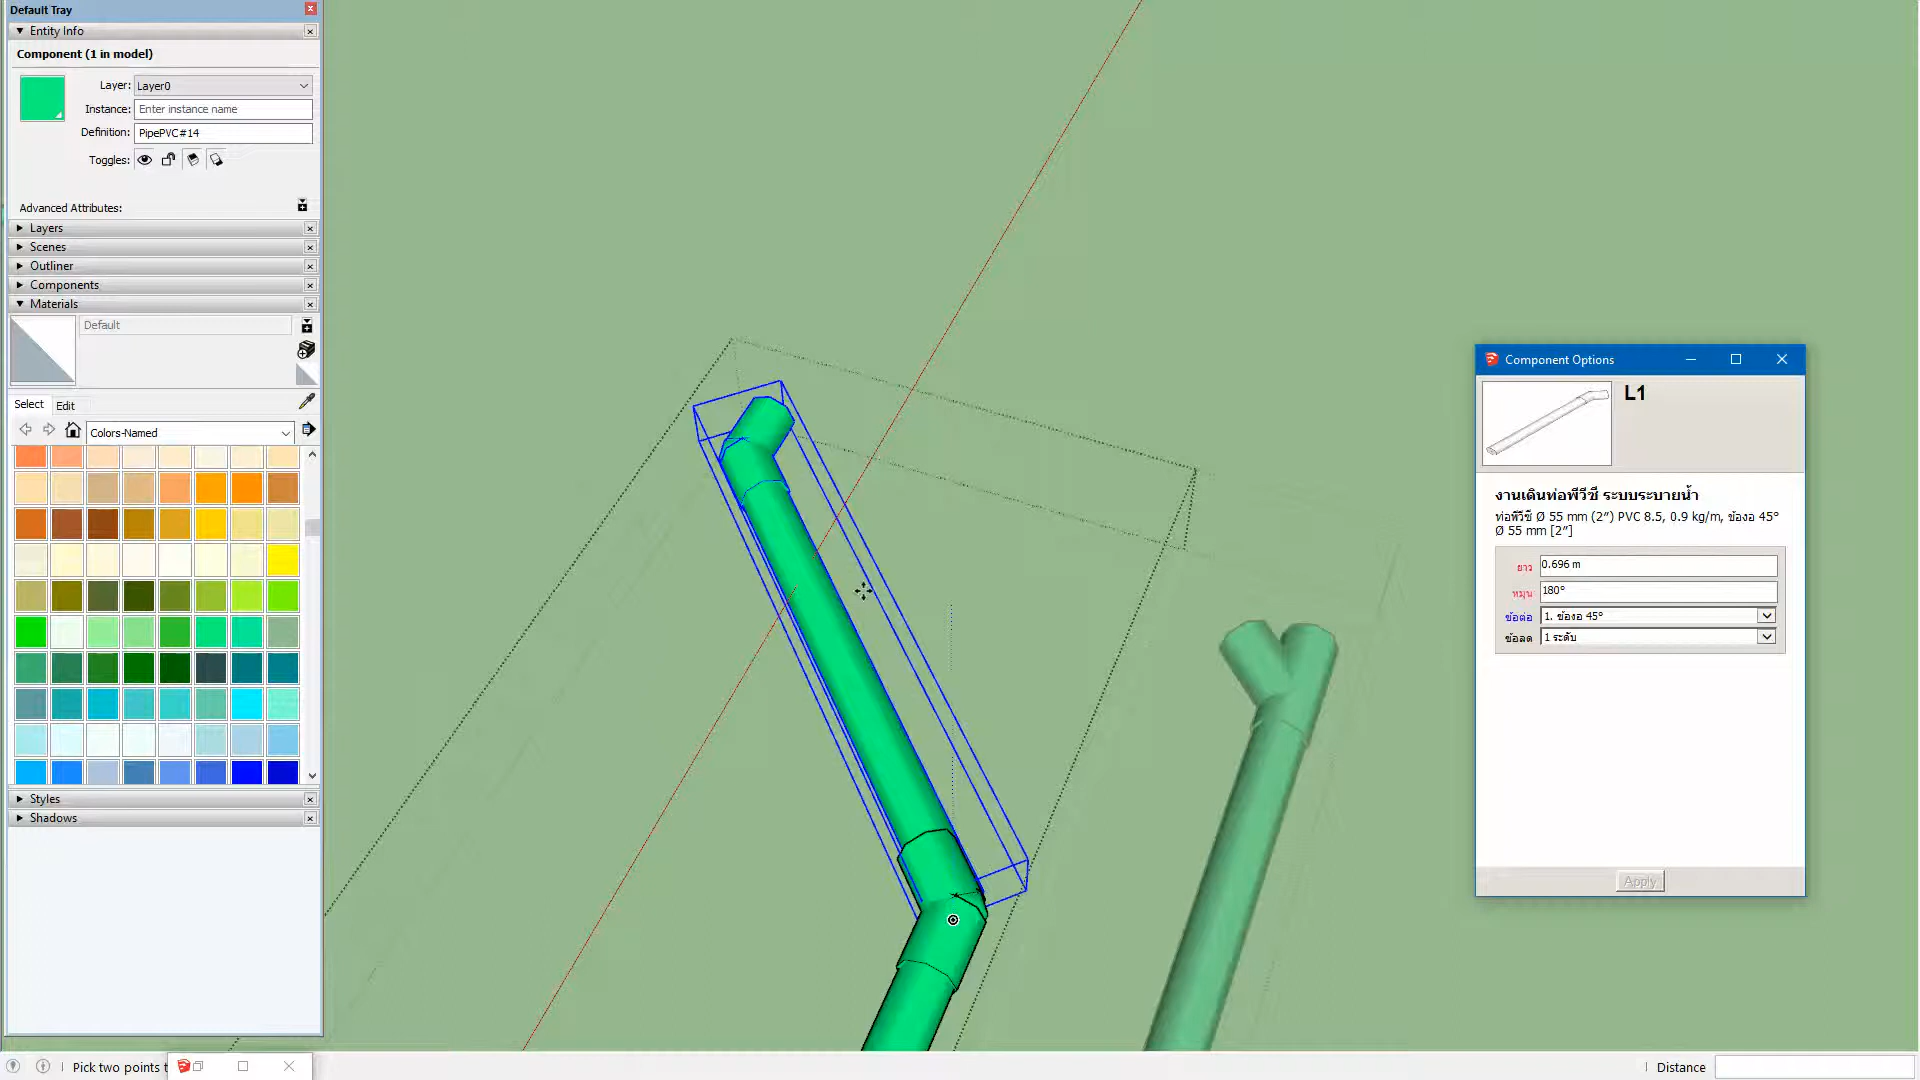 Default Tray
Entity Info
Component (1 in model)
Layer:
Layer0
Instance:
Enter instance name
Definition:
PipePVC#14
Toggles:
Advanced Attributes:
Layers
Scenes
Outliner
Components
Materials
Default
Select
Edit
Colors-Named
Styles
Shadows
Pick two points t
Distance
Component Options
L1
งานเดินท่อพีวีซี ระบบระบายน้ำ
ท่อพีวีซี Ø 55 mm (2") PVC 8.5, 0.9 kg/m, ข้องอ 45°
Ø 55 mm [2"]
ยาว
0.696 m
หมุน
180°
ข้อต่อ
1. ข้องอ 45°
ข้อลด
1 ระดับ
Apply